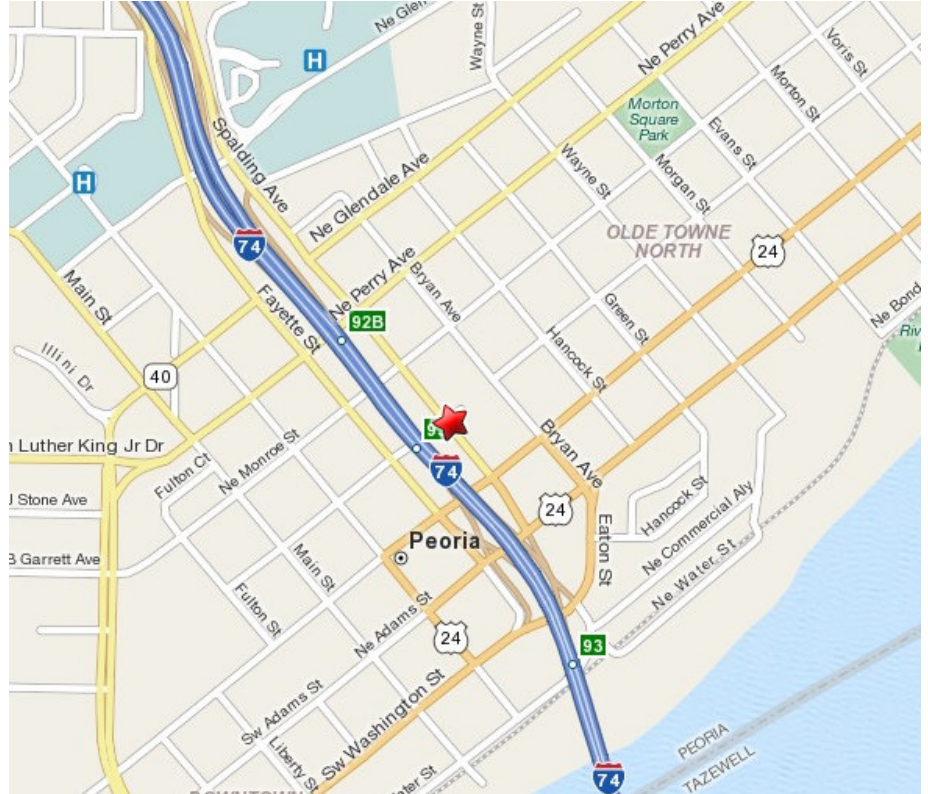 Ne Glen
Wayne St
H
Ne Perry Ave
Voris St
Morton St
Morton
Square
Park
Evans St
Spalding Ave
Wayne St
Morgan St
H
Ne Glendale Ave
OLDE TOWNE
NORTH
24
74
Main St
Fayette St
Ne Perry Ave
Bryan Ave
Green St
Ne Bond
Riv
92B
Hancock St
Illini Dr
40
n Luther King Jr Dr
Fulton Ct
Ne Monroe St
74
Bryan Ave
J Stone Ave
24
Hancock St
Ne Commercial Aly
Peoria
Eaton St
B Garrett Ave
Main St
Fulton St
Ne Adams St
Ne Water St
24
93
Sw Adams St
Sw Washington St
Liberty St
ater St
PEORIA
TAZEWELL
74